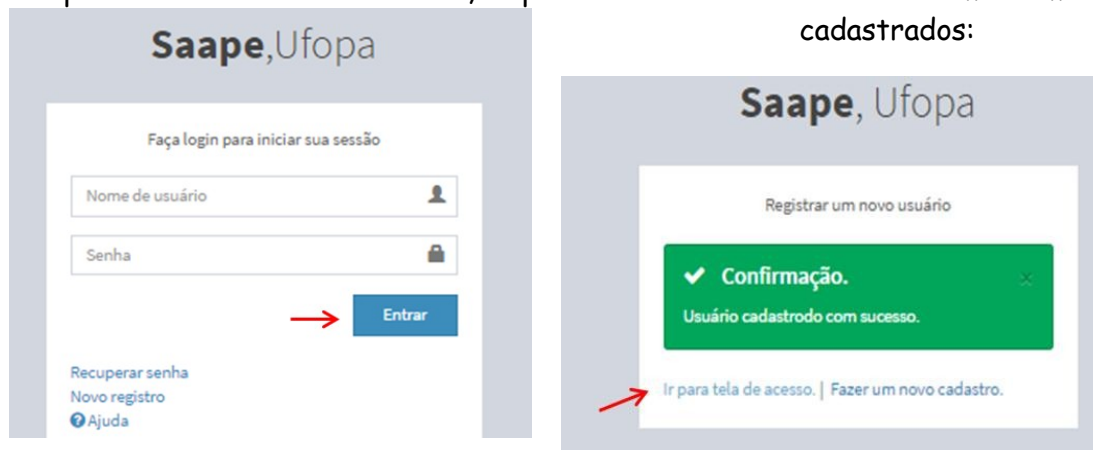 cadastrados:
Saape,Ufopa
Faça login para iniciar sua sessão
Nome de usuário
Senha
Entrar
Recuperar senha
Novo registro
Ajuda
Saape, Ufopa
Registrar um novo usuário
Confirmação.
×
Usuário cadastrodo com sucesso.
Ir para tela de acesso. | Fazer um novo cadastro.